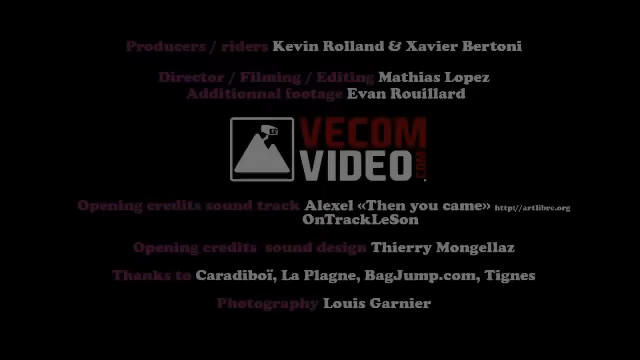 Producers / riders Kevin Rolland & Xavier Bertoni
Director / Filming / Editing Mathias Lopez
Additionnal footage Evan Rouillard
VECOM
VIDEO.COM
Opening credits sound track Alexel «Then you came» http://artlibre.org
OnTrackLeSon
Opening credits sound design Thierry Mongellaz
Thanks to Caradiboï, La Plagne, BagJump.com, Tignes
Photography Louis Garnier